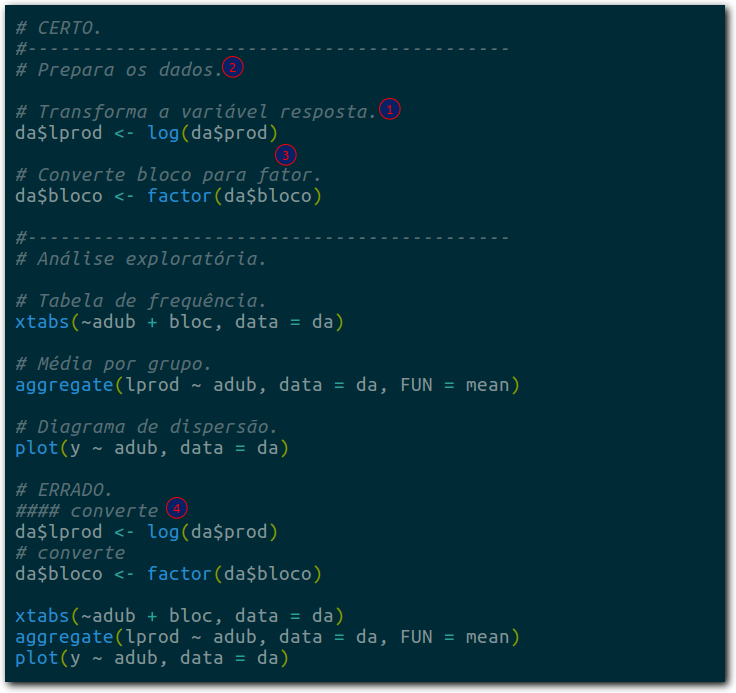 # CERTO.
#--------------------------------------------
# Prepara os dados. 2
# Transforma a variável resposta. 1
da$lprod <- log(da$prod)
3
# Converte bloco para fator.
da$bloco <- factor(da$bloco)
#--------------------------------------------
# Análise exploratória.
# Tabela de frequência.
xtabs(~adub + bloc, data = da)
# Média por grupo.
aggregate(lprod ~ adub, data = da, FUN = mean)
# Diagrama de dispersão.
plot(y ~ adub, data = da)
# ERRADO.
#### converte 4
da$lprod <- log(da$prod)
# converte
da$bloco <- factor(da$bloco)
xtabs(~adub + bloc, data = da)
aggregate(lprod ~ adub, data = da, FUN = mean)
plot(y ~ adub, data = da)